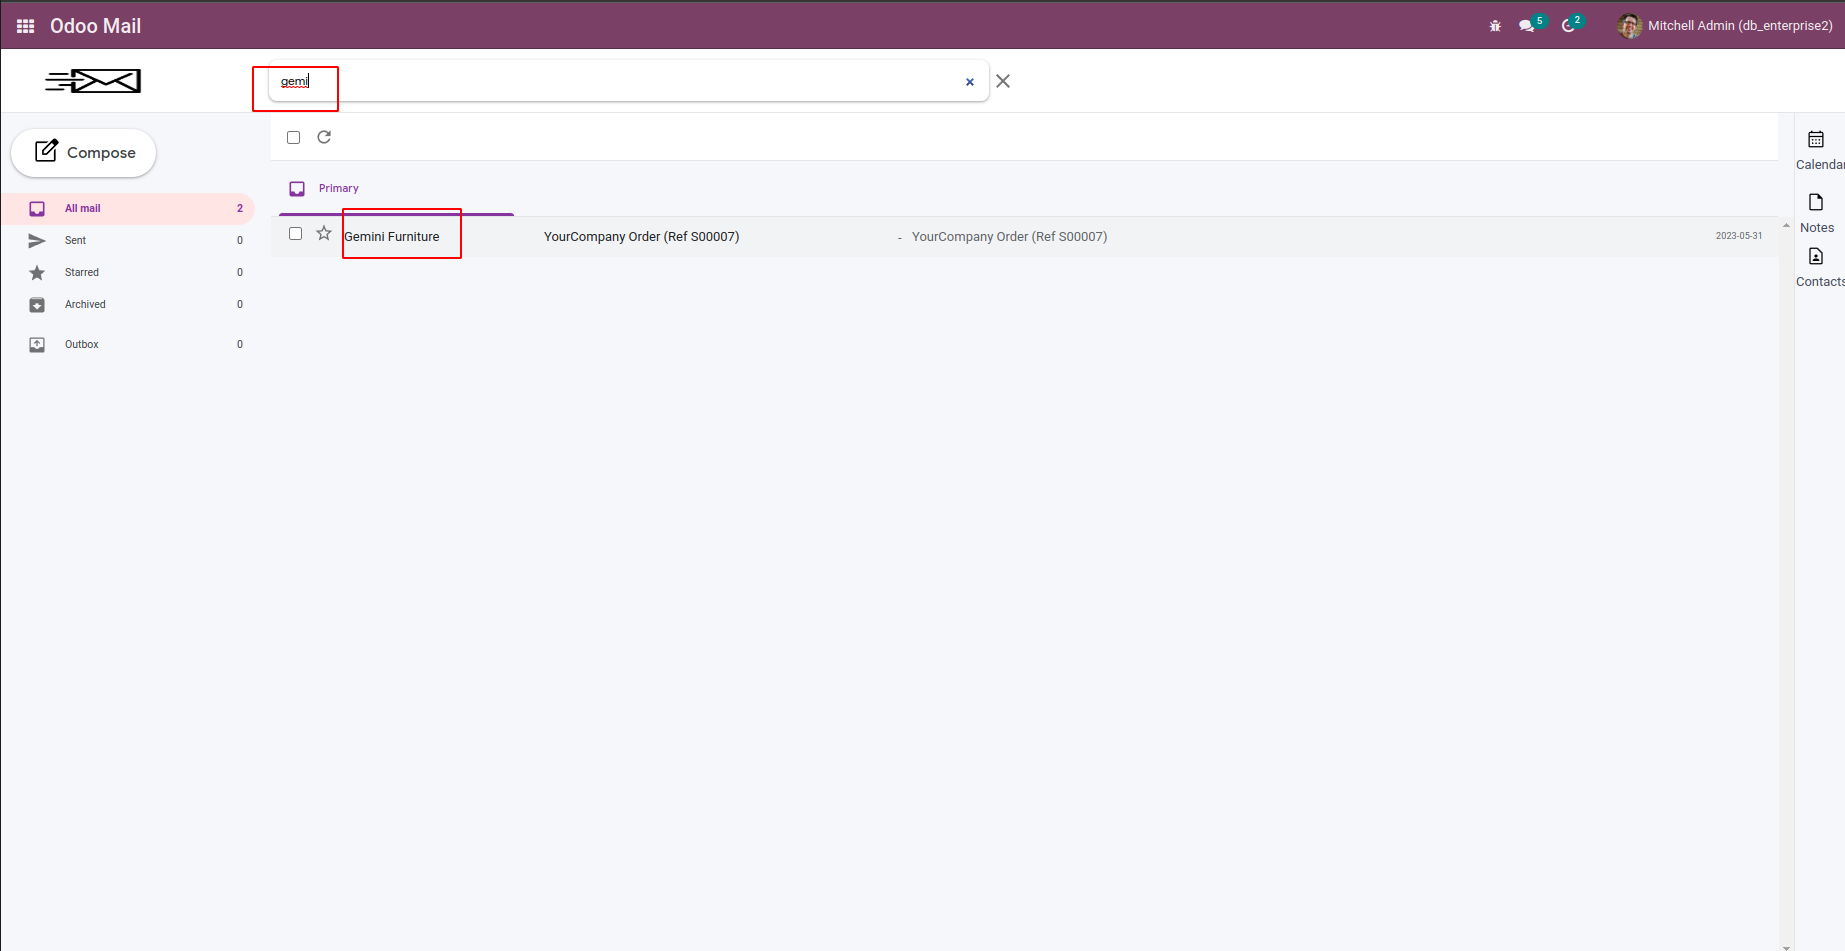 Odoo Mail
5
2
Mitchell Admin (db_enterprise2)
gemi
Compose
Primary
All mail 2
Sent 0
Starred 0
Archived 0
Outbox 0
Gemini Furniture YourCompany Order (Ref S00007) - YourCompany Order (Ref S00007) 2023-05-31
Calendar
Notes
Contacts